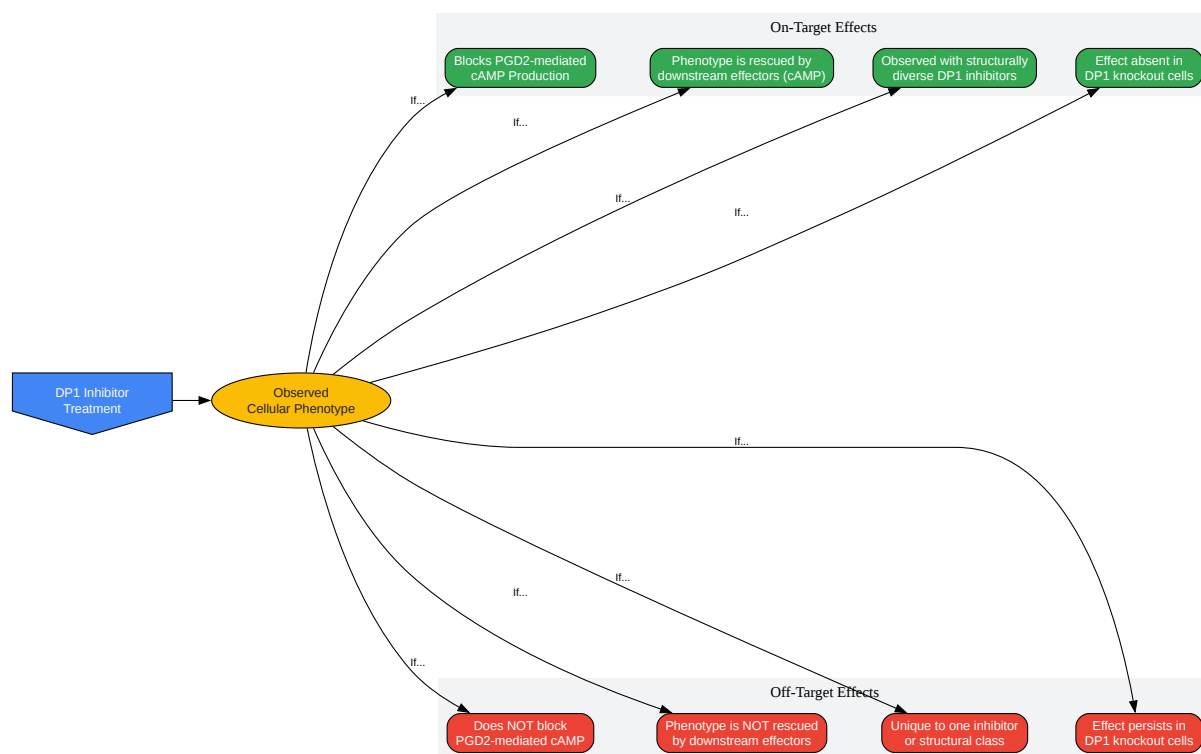 On-Target Effects
Blocks PGD2-mediated
cAMP Production
Phenotype is rescued by
downstream effectors (cAMP)
Observed with structurally
diverse DP1 inhibitors
Effect absent in
DP1 knockout cells
If...
If...
If...
If...
DP1 Inhibitor
Treatment
Observed
Cellular Phenotype
If...
If...
If...
If...
Off-Target Effects
Does NOT block
PGD2-mediated cAMP
Phenotype is NOT rescued
by downstream effectors
Unique to one inhibitor
or structural class
Effect persists in
DP1 knockout cells